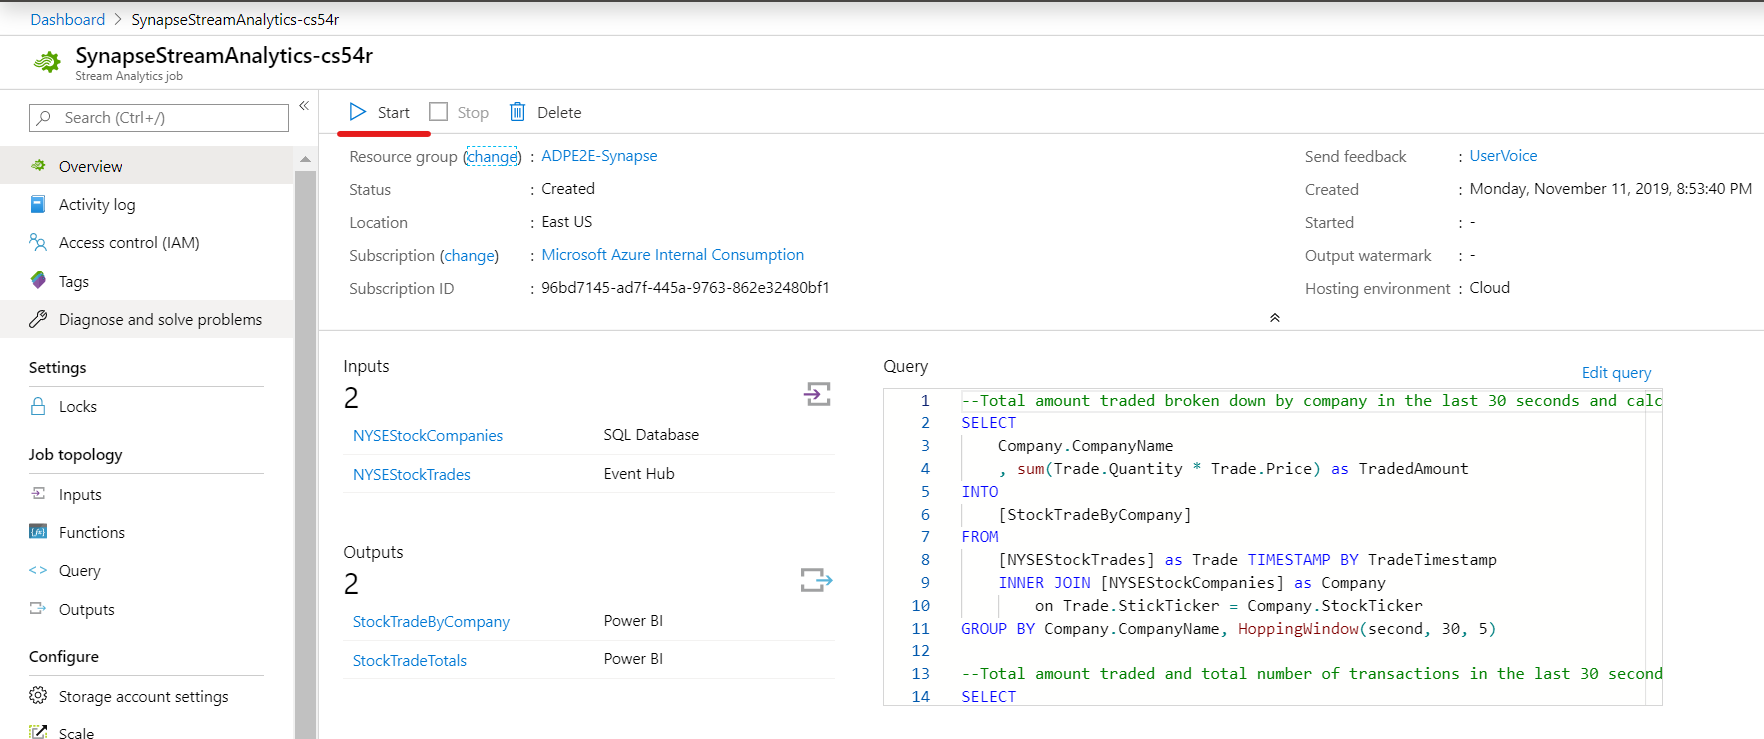 Dashboard > SynapseStreamAnalytics-cs54r
SynapseStreamAnalytics-cs54r
Stream Analytics job
Search (Ctrl+/)
«
Overview
Activity log
Access control (IAM)
Tags
Diagnose and solve problems
Settings
Locks
Job topology
Inputs
Functions
Query
Outputs
Configure
Storage account settings
Scale
Start Stop Delete
Resource group (change) : ADPE2E-Synapse
Status : Created
Location : East US
Subscription (change) : Microsoft Azure Internal Consumption
Subscription ID : 96bd7145-ad7f-445a-9763-862e32480bf1
Send feedback : UserVoice
Created : Monday, November 11, 2019, 8:53:40 PM
Started : -
Output watermark : -
Hosting environment : Cloud
Inputs
2
NYSEStockCompanies SQL Database
NYSEStockTrades Event Hub
Outputs
2
StockTradeByCompany Power BI
StockTradeTotals Power BI
Query
Edit query
1 --Total amount traded broken down by company in the last 30 seconds and calc
2 SELECT
3 Company.CompanyName
4 , sum(Trade.Quantity * Trade.Price) as TradedAmount
5 INTO
6 [StockTradeByCompany]
7 FROM
8 [NYSEStockTrades] as Trade TIMESTAMP BY TradeTimestamp
9 INNER JOIN [NYSEStockCompanies] as Company
10 on Trade.StickTicker = Company.StockTicker
11 GROUP BY Company.CompanyName, HoppingWindow(second, 30, 5)
12
13 --Total amount traded and total number of transactions in the last 30 second
14 SELECT